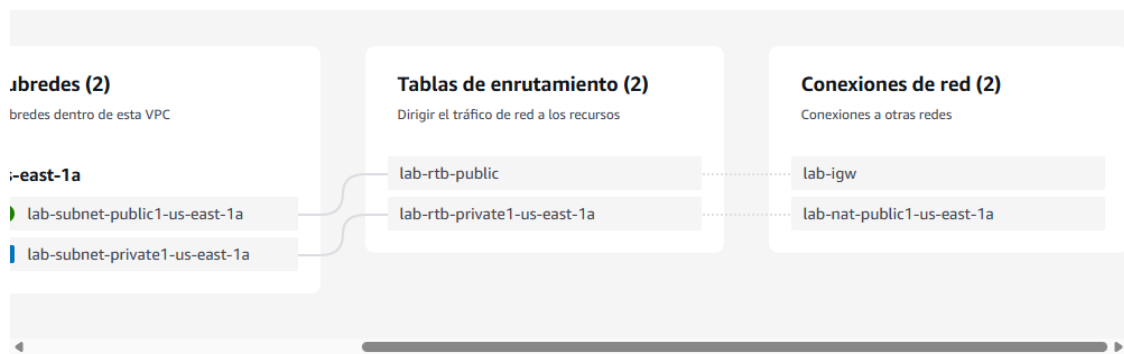 ubredes (2)
bredes dentro de esta VPC
s-east-1a
lab-subnet-public1-us-east-1a
lab-subnet-private1-us-east-1a
Tablas de enrutamiento (2)
Dirigir el tráfico de red a los recursos
lab-rtb-public
lab-rtb-private1-us-east-1a
Conexiones de red (2)
Conexiones a otras redes
lab-igw
lab-nat-public1-us-east-1a